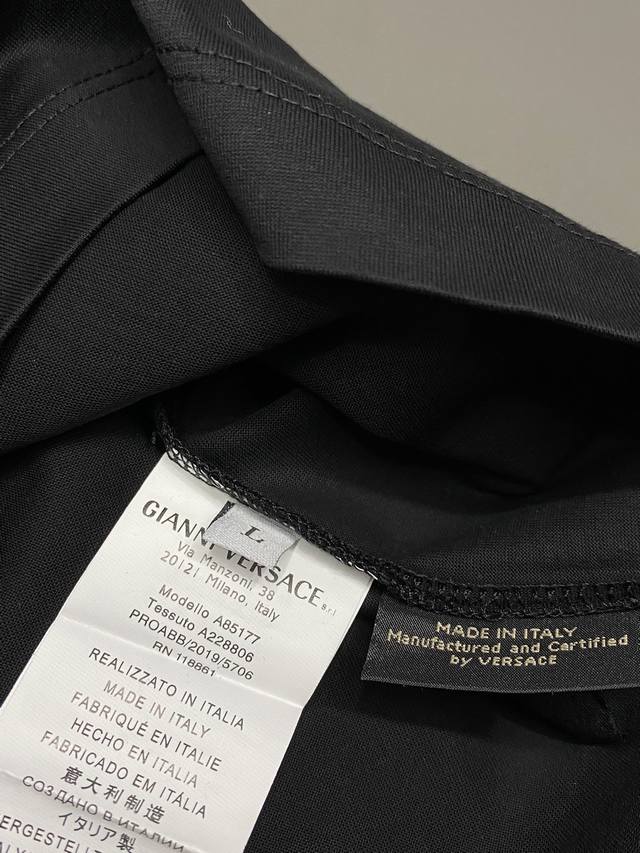 L
GIANNI VERSACE s.r.l
Via Manzoni, 38
20121 Milano, Italy
Modello A85177
Tessuto A228806
PROABB/2019/5706
RN 118861
REALIZZATO IN ITALIA
MADE IN ITALY
FABRIQUÉ EN ITALIE
HECHO EN ITALIA
FABRICADO EM ITÁLIA
意大利制造
СОЗДАНО В ИТАЛИИ
イタリア製
MADE IN ITALY
Manufactured and Certified
by VERSACE